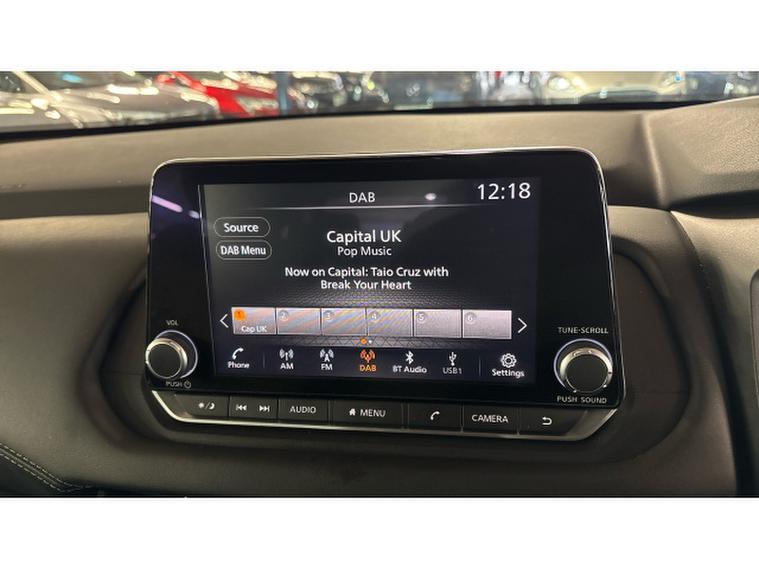 DAB
12:18
Source
DAB Menu
Capital UK
Pop Music
Now on Capital: Taio Cruz with
Break Your Heart
1 2 3 4 5 6
Cap UK
VOL
PUSH
TUNE·SCROLL
PUSH SOUND
Phone AM FM DAB BT Audio USB1 Settings
AUDIO MENU CAMERA